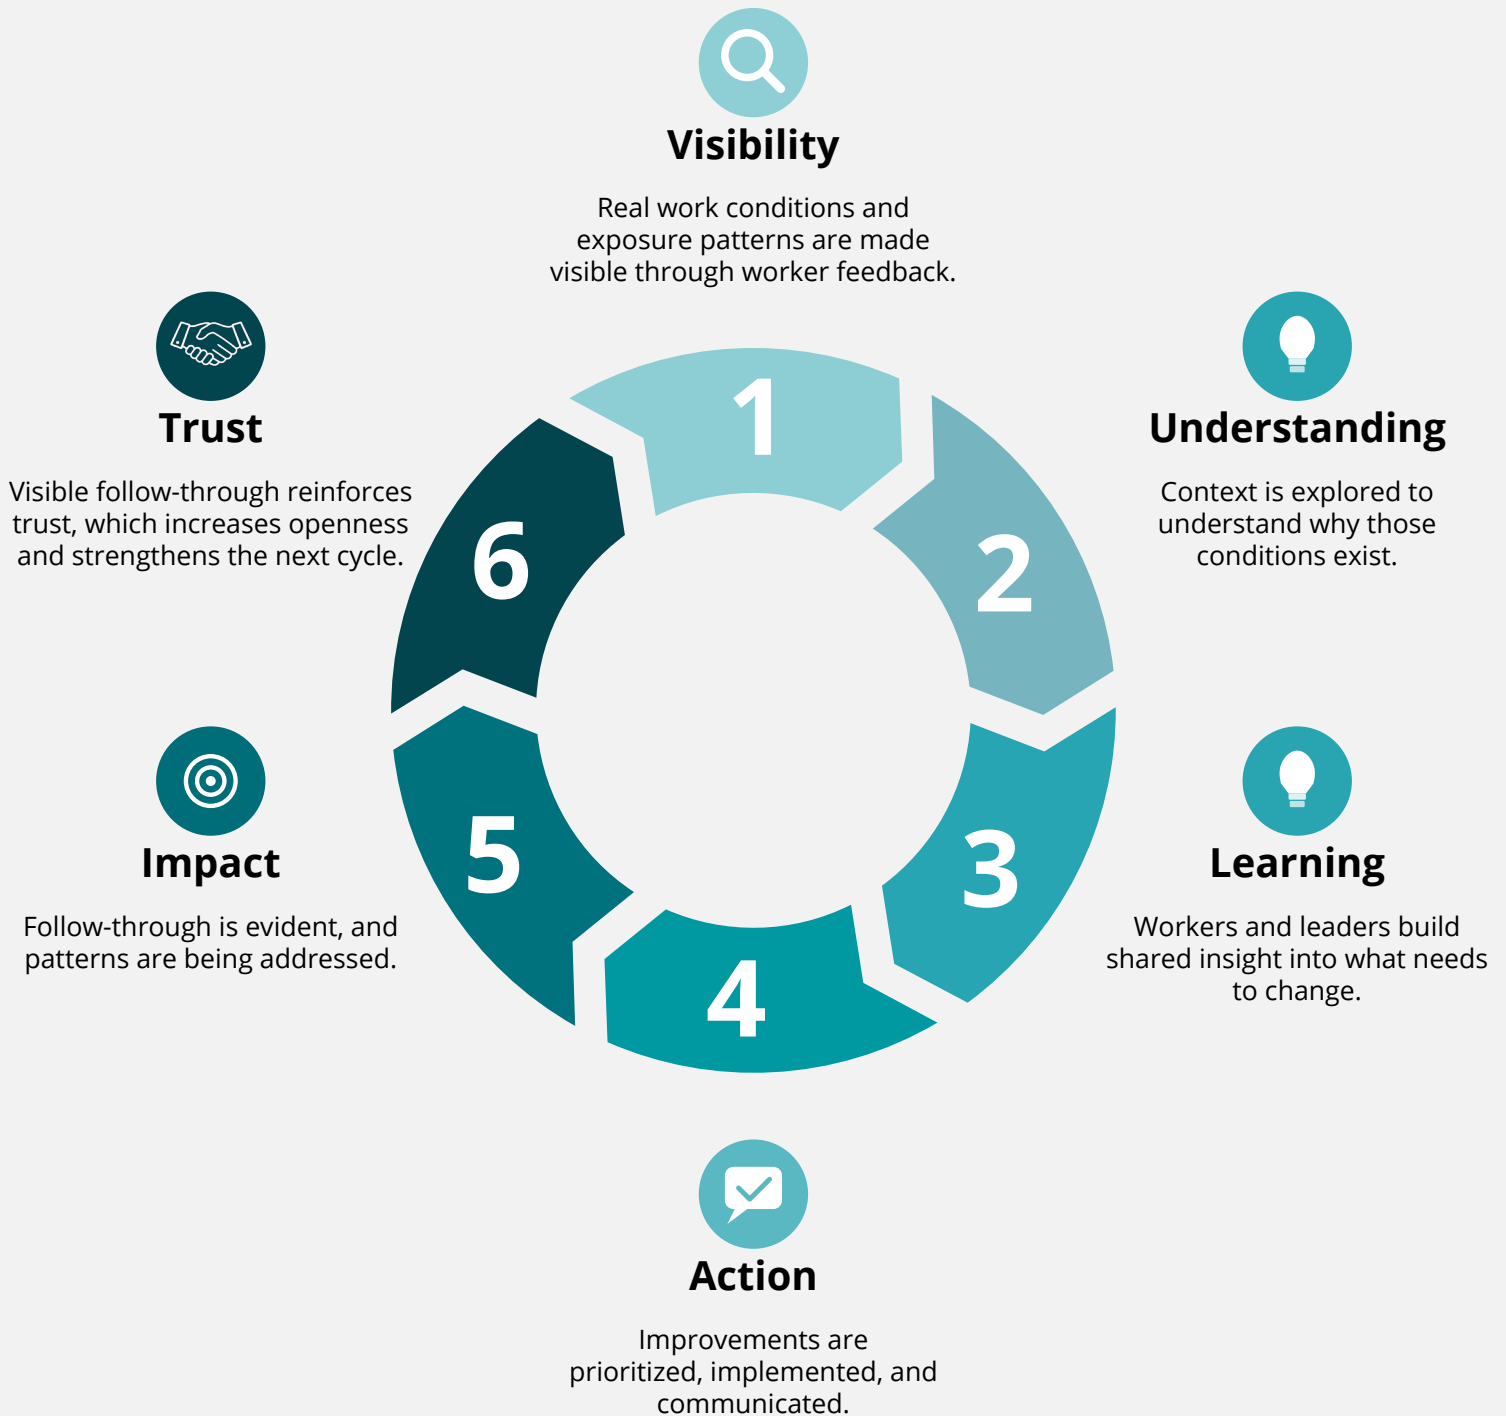 Visibility
Real work conditions and
exposure patterns are made
visible through worker feedback.
1
Understanding
Context is explored to
understand why those
conditions exist.
2
Learning
Workers and leaders build
shared insight into what needs
to change.
3
Action
Improvements are
prioritized, implemented, and
communicated.
4
Impact
Follow-through is evident, and
patterns are being addressed.
5
Trust
Visible follow-through reinforces
trust, which increases openness
and strengthens the next cycle.
6